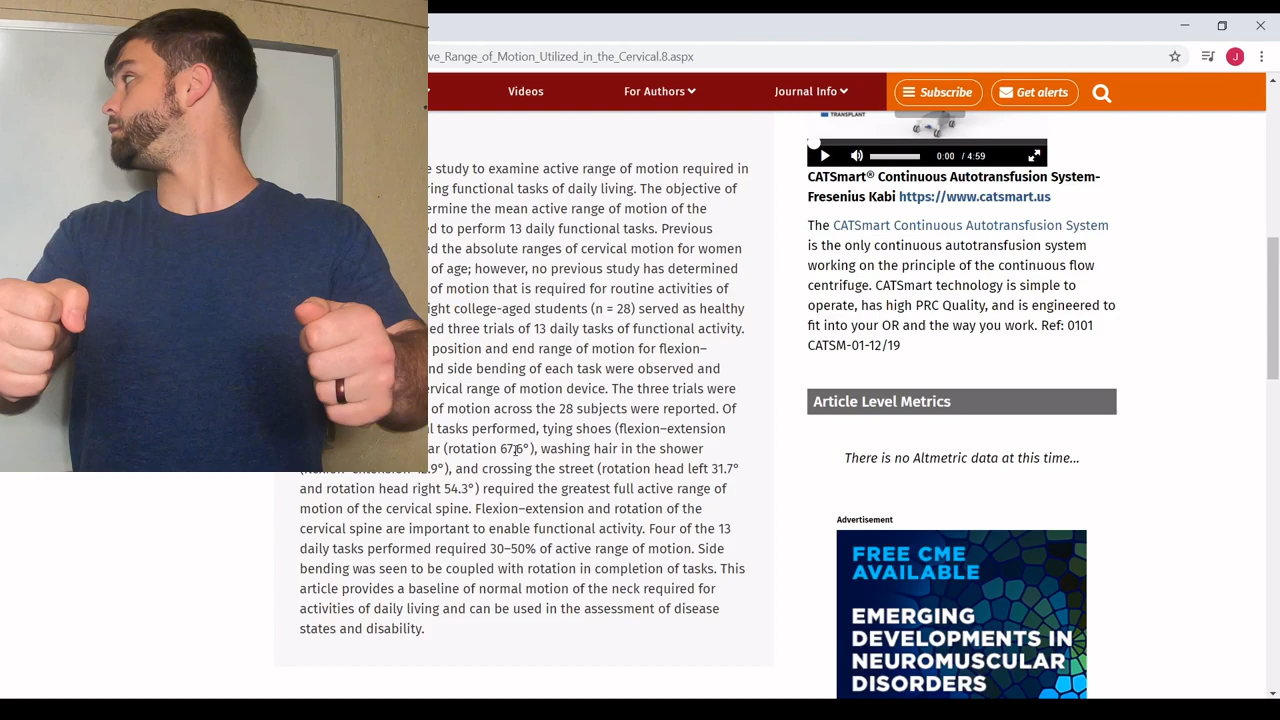 ve_Range_of_Motion_Utilized_in_the_Cervical.8.aspx
J
Videos
For Authors
Journal Info
Subscribe
Get alerts
TRANSPLANT
0:00 / 4:59
e study to examine active range of motion required in
ring functional tasks of daily living. The objective of
ermine the mean active range of motion of the
ed to perform 13 daily functional tasks. Previous
ed the absolute ranges of cervical motion for women
of age; however, no previous study has determined
of motion that is required for routine activities of
ight college-aged students (n = 28) served as healthy
ed three trials of 13 daily tasks of functional activity.
position and end range of motion for flexion–
nd side bending of each task were observed and
ervical range of motion device. The three trials were
of motion across the 28 subjects were reported. Of
l tasks performed, tying shoes (flexion–extension
ar (rotation 67.6°), washing hair in the shower
.9°), and crossing the street (rotation head left 31.7°
and rotation head right 54.3°) required the greatest full active range of
motion of the cervical spine. Flexion–extension and rotation of the
cervical spine are important to enable functional activity. Four of the 13
daily tasks performed required 30–50% of active range of motion. Side
bending was seen to be coupled with rotation in completion of tasks. This
article provides a baseline of normal motion of the neck required for
activities of daily living and can be used in the assessment of disease
states and disability.
CATSmart® Continuous Autotransfusion System-
Fresenius Kabi https://www.catsmart.us
The CATSmart Continuous Autotransfusion System
is the only continuous autotransfusion system
working on the principle of the continuous flow
centrifuge. CATSmart technology is simple to
operate, has high PRC Quality, and is engineered to
fit into your OR and the way you work. Ref: 0101
CATSM-01-12/19
Article Level Metrics
There is no Altmetric data at this time...
Advertisement
FREE CME
AVAILABLE
EMERGING
DEVELOPMENTS IN
NEUROMUSCULAR
DISORDERS